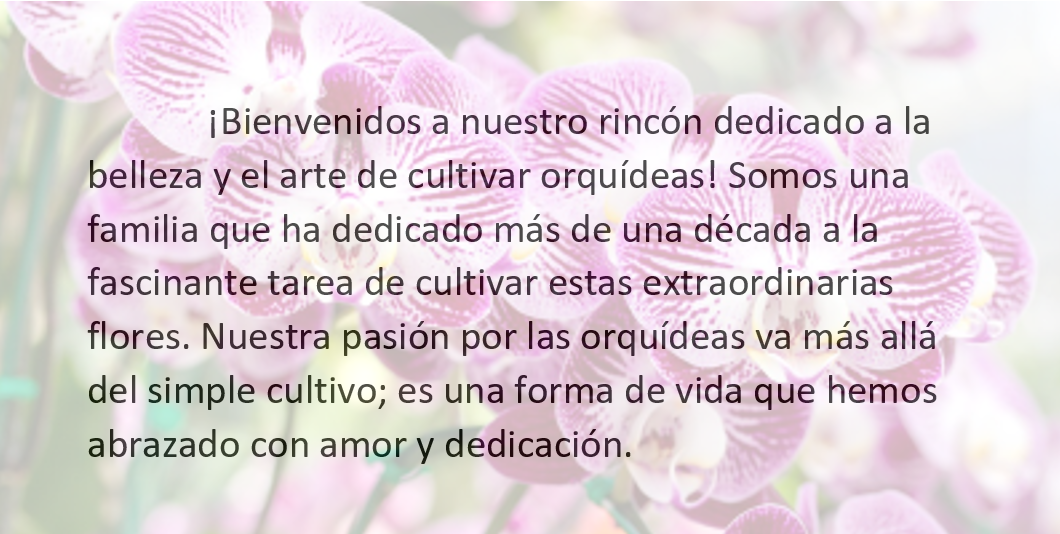 ¡Bienvenidos a nuestro rincón dedicado a la
belleza y el arte de cultivar orquídeas! Somos una
familia que ha dedicado más de una década a la
fascinante tarea de cultivar estas extraordinarias
flores. Nuestra pasión por las orquídeas va más allá
del simple cultivo; es una forma de vida que hemos
abrazado con amor y dedicación.